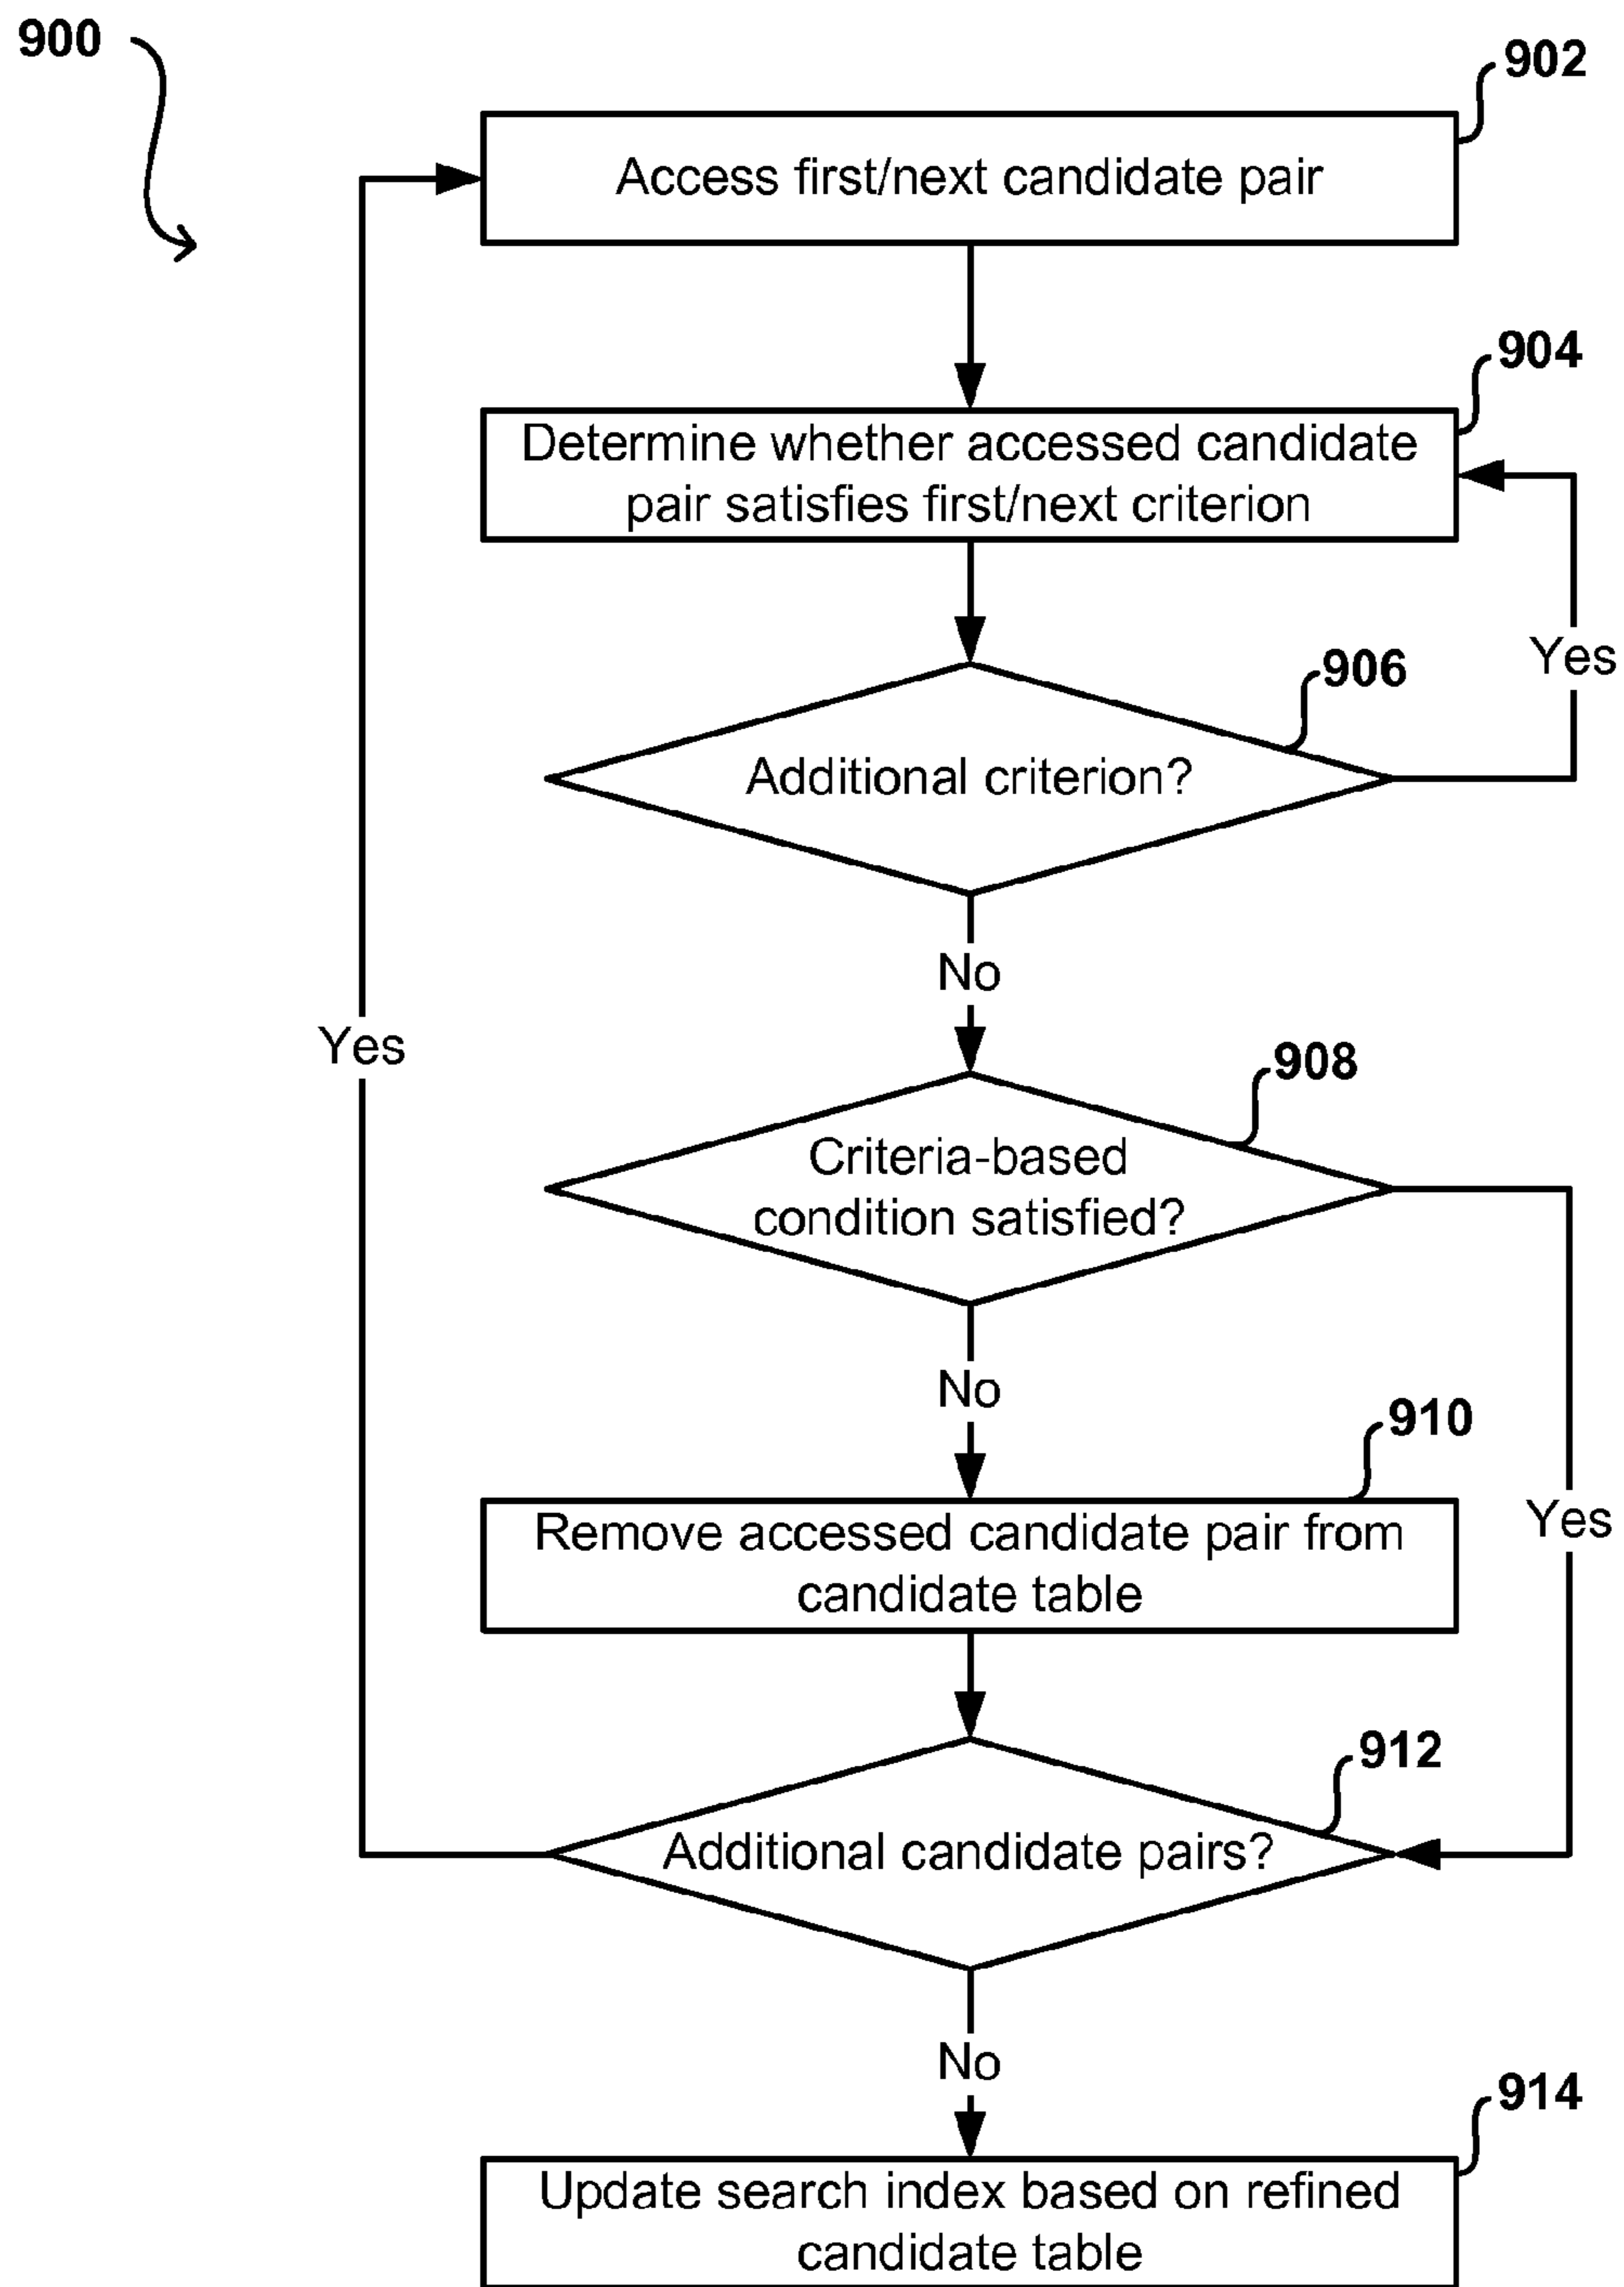 900
902
Access first/next candidate pair
904
Determine whether accessed candidate
pair satisfies first/next criterion
Yes
906
Additional criterion?
No
Yes
908
Criteria-based
condition satisfied?
No
910
Yes
Remove accessed candidate pair from
candidate table
912
Additional candidate pairs?
No
914
Update search index based on refined
candidate table